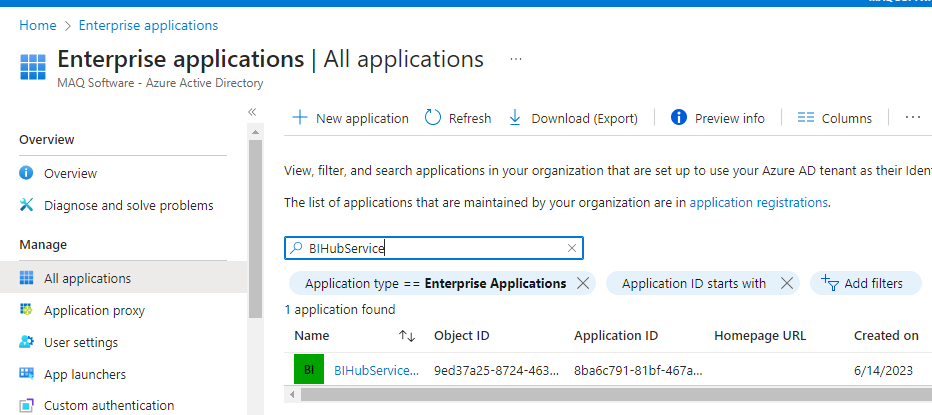 Home > Enterprise applications
Enterprise applications | All applications ...
MAQ Software - Azure Active Directory
«
Overview
Overview
Diagnose and solve problems
Manage
All applications
Application proxy
User settings
App launchers
Custom authentication
New application Refresh Download (Export) Preview info Columns ...
View, filter, and search applications in your organization that are set up to use your Azure AD tenant as their Iden
The list of applications that are maintained by your organization are in application registrations.
BIHubService
Application type == Enterprise Applications Application ID starts with Add filters
1 application found
Name Object ID Application ID Homepage URL Created on
BI BIHubService... 9ed37a25-8724-463... 8ba6c791-81bf-467a... 6/14/2023